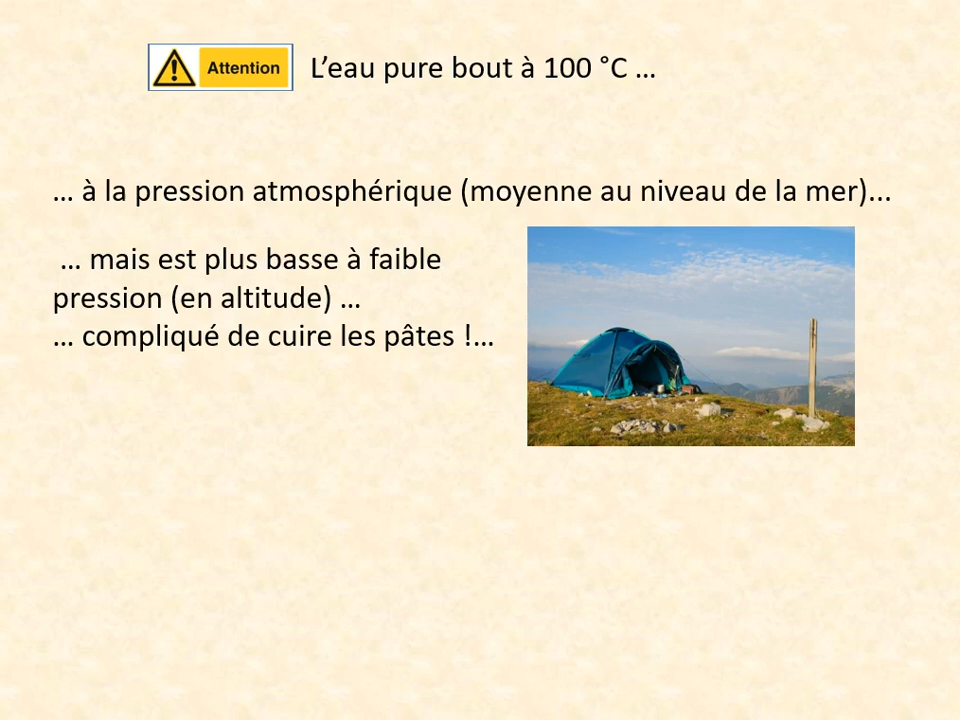 Attention L’eau pure bout à 100 °C …
… à la pression atmosphérique (moyenne au niveau de la mer)...
… mais est plus basse à faible
pression (en altitude) …
… compliqué de cuire les pâtes !…